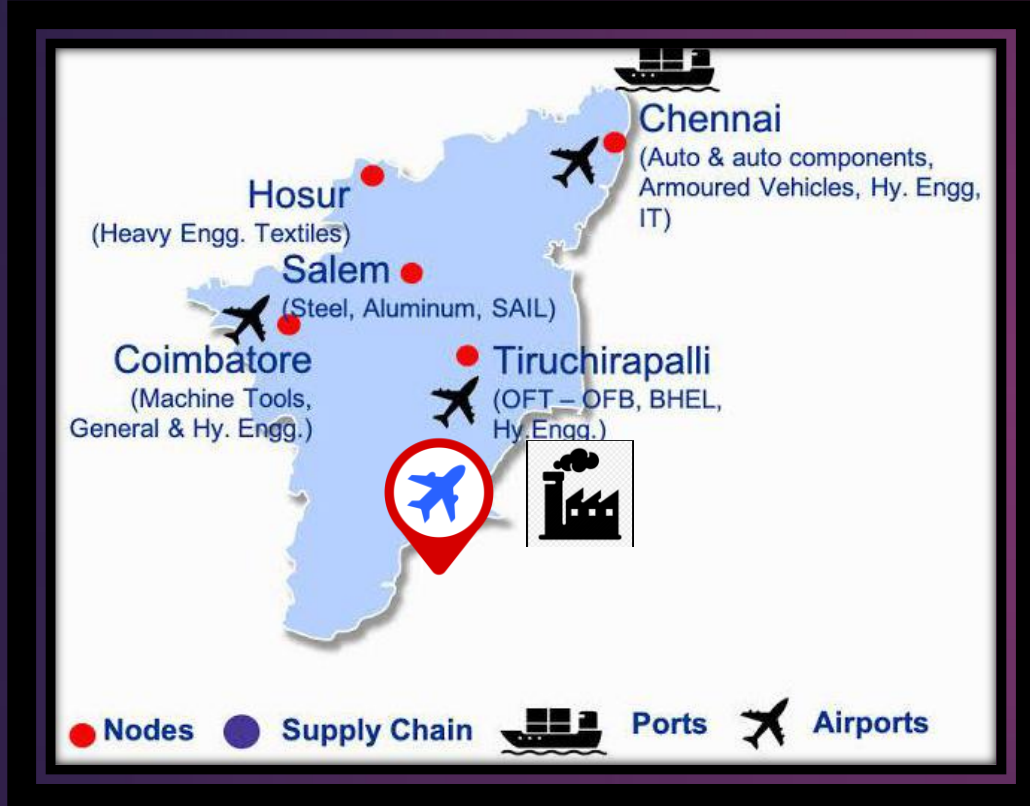 Chennai
(Auto & auto components,
Armoured Vehicles, Hy. Engg,
IT)
Hosur
(Heavy Engg. Textiles)
Salem
(Steel, Aluminum, SAIL)
Coimbatore
(Machine Tools,
General & Hy. Engg.)
Tiruchirapalli
(OFT – OFB, BHEL,
Hy.Engg.)
Nodes
Supply Chain
Ports
Airports